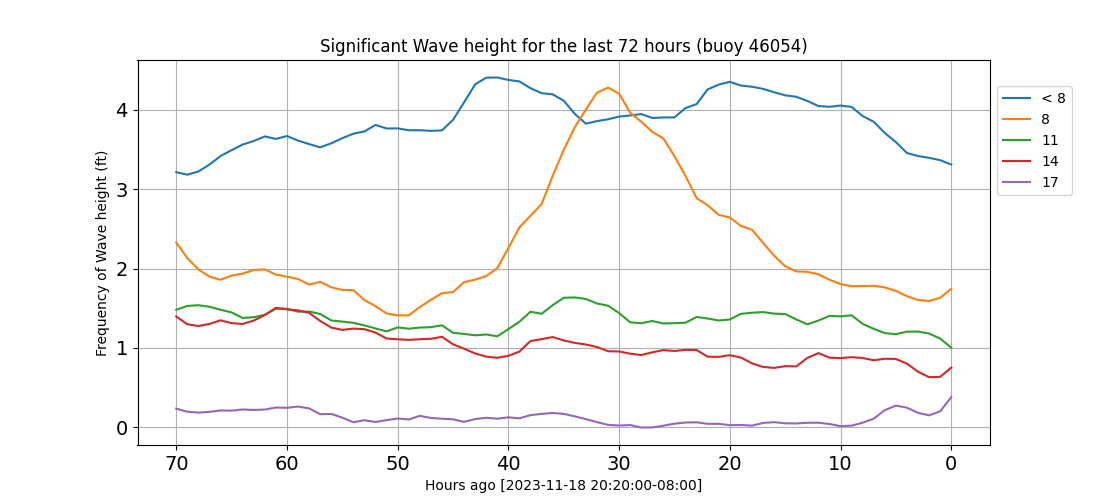 Significant Wave height for the last 72 hours (buoy 46054)
Frequency of Wave height (ft)
4
3
2
1
0
70 60 50 40 30 20 10 0
Hours ago [2023-11-18 20:20:00-08:00]
< 8
8
11
14
17